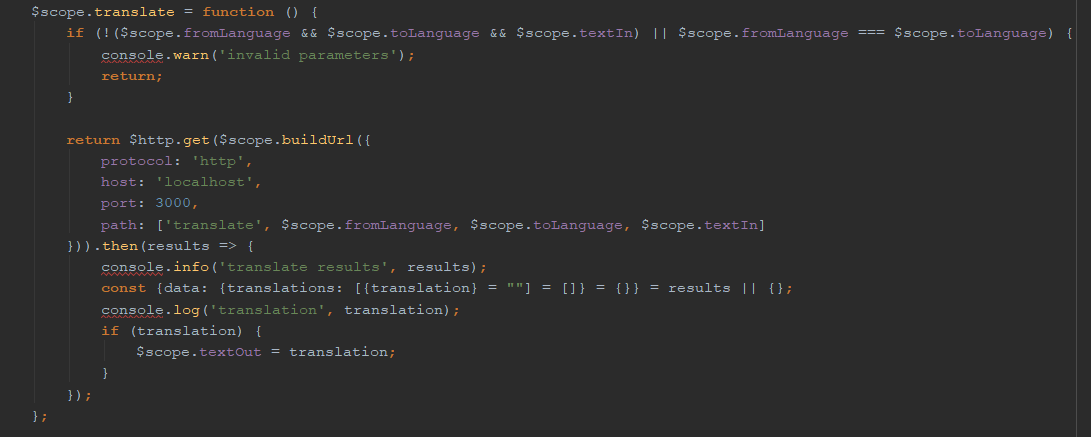 $scope.translate = function () {
    if (!($scope.fromLanguage && $scope.toLanguage && $scope.textIn) || $scope.fromLanguage === $scope.toLanguage) {
        console.warn('invalid parameters');
        return;
    }

    return $http.get($scope.buildUrl({
        protocol: 'http',
        host: 'localhost',
        port: 3000,
        path: ['translate', $scope.fromLanguage, $scope.toLanguage, $scope.textIn]
    })).then(results => {
        console.info('translate results', results);
        const {data: {translations: [{translation} = ""] = []} = {}} = results || {};
        console.log('translation', translation);
        if (translation) {
            $scope.textOut = translation;
        }
    });
};